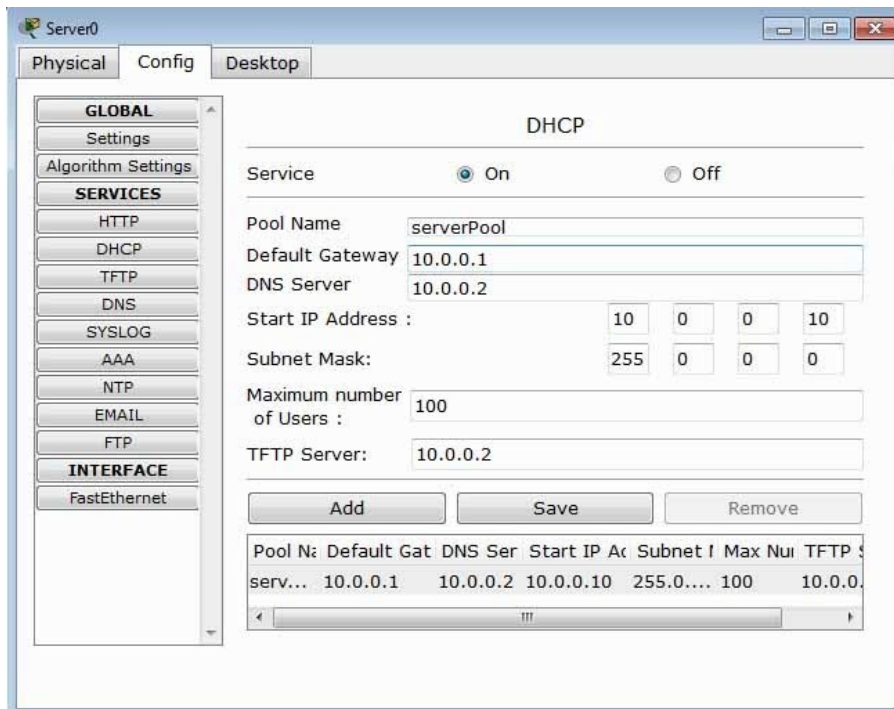 Server0
Physical Config Desktop
GLOBAL
Settings
Algorithm Settings
SERVICES
HTTP
DHCP
TFTP
DNS
SYSLOG
AAA
NTP
EMAIL
FTP
INTERFACE
FastEthernet
DHCP
Service On Off
Pool Name serverPool
Default Gateway 10.0.0.1
DNS Server 10.0.0.2
Start IP Address : 10 0 0 10
Subnet Mask: 255 0 0 0
Maximum number
of Users : 100
TFTP Server: 10.0.0.2
Add Save Remove
Pool Na Default Gat DNS Ser Start IP Ac Subnet M Max Nur TFTP S
serv... 10.0.0.1 10.0.0.2 10.0.0.10 255.0.... 100 10.0.0.